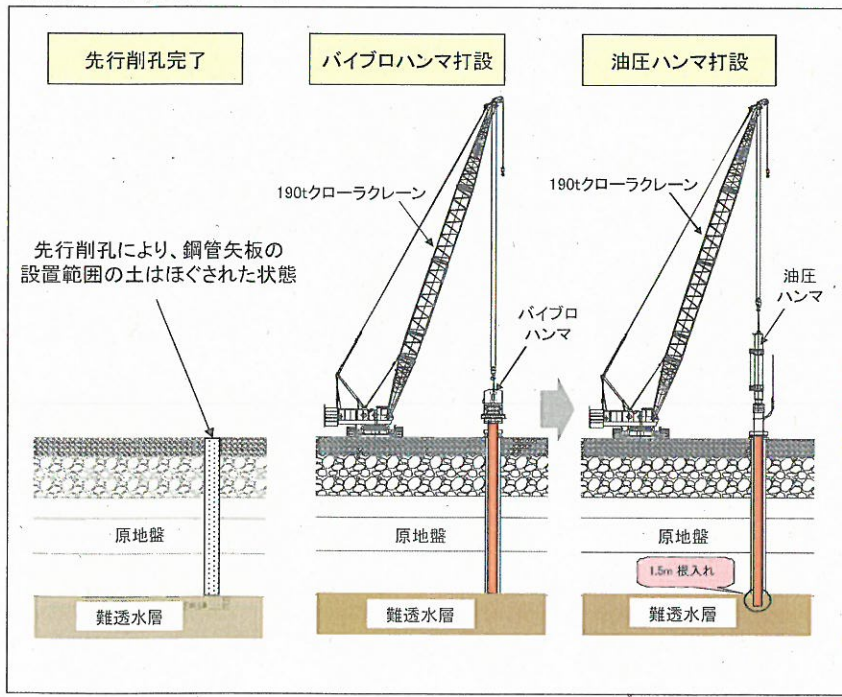 先行削孔完了
バイブロハンマ打設
油圧ハンマ打設
190tクローラクレーン
190tクローラクレーン
先行削孔により、鋼管矢板の
設置範囲の土はほぐされた状態
油圧
ハンマ
バイブロ
ハンマ
原地盤
原地盤
原地盤
1.5m 根入れ
難透水層
難透水層
難透水層